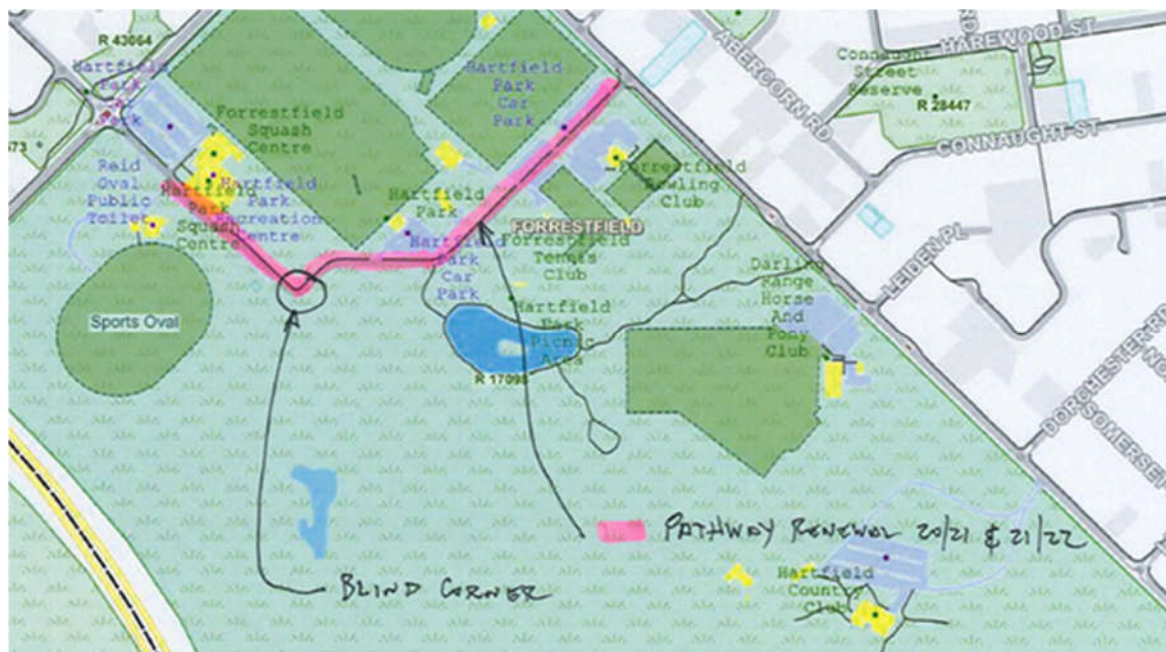 R 43064
Hartfield
Park
Car
Park
Forrestfield
Squash
Centre
Hartfield
Park
Car
Park
ABERCORN RD
HAREWOOD ST
Connaught
Street
Reserve
R 28447
CONNAUGHT ST
Reid
Oval
Public
Toilet
Hartfield
Park
Squash
Centre
Hartfield
Park
Recreation
Centre
Hartfield
Park
Hartfield
Park
Car
Park
Forrestfield
Bowling
Club
FORRESTFIELD
Forrestfield
Tennis
Club
Hartfield
Park
Picnic
Area
R 17098
Darling
Range
Horse
And
Pony
Club
LEIDEN PL
DORCHESTER RD
SOMERSET
Sports Oval
PATHWAY RENEWAL 20/21 & 21/22
BLIND CORNER
Hartfield
Country
Club